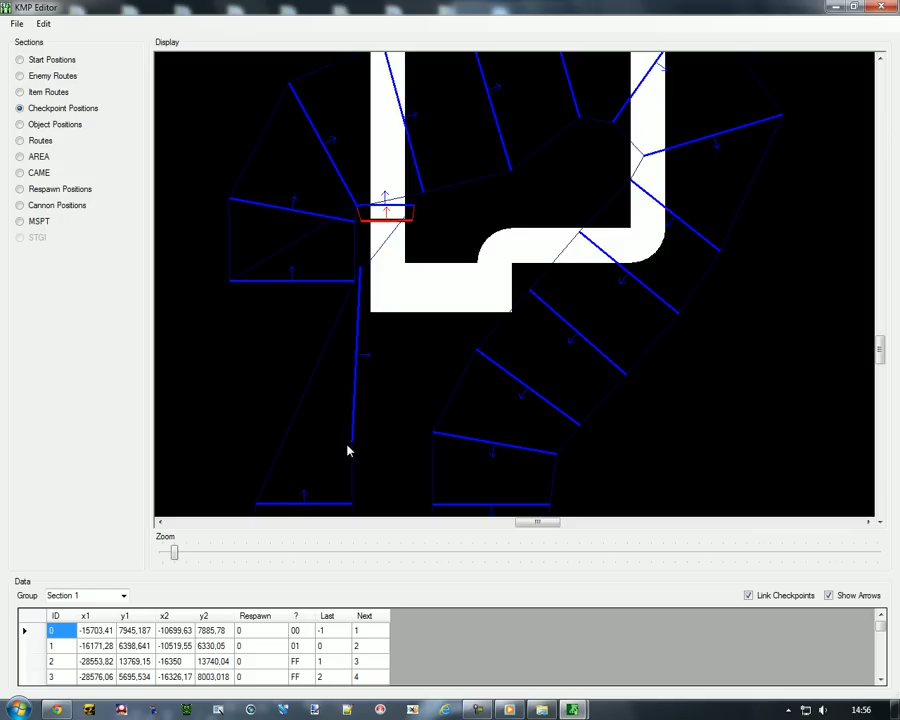 KMP Editor
File Edit
Sections
Start Positions
Enemy Routes
Item Routes
Checkpoint Positions
Object Positions
Routes
AREA
CAME
Respawn Positions
Cannon Positions
MSPT
STGI
Display
Zoom
Data
Group Section 1 Link Checkpoints Show Arrows
ID x1 y1 x2 y2 Respawn ? Last Next
0 -15703,41 7945,187 -10699,63 7885,78 0 00 -1 1
1 -16171,28 6398,641 -10519,55 6330,05 0 01 0 2
2 -28553,82 13769,15 -16350 13740,04 0 FF 1 3
3 -28576,06 5695,534 -16326,17 8003,018 0 FF 2 4
14:56